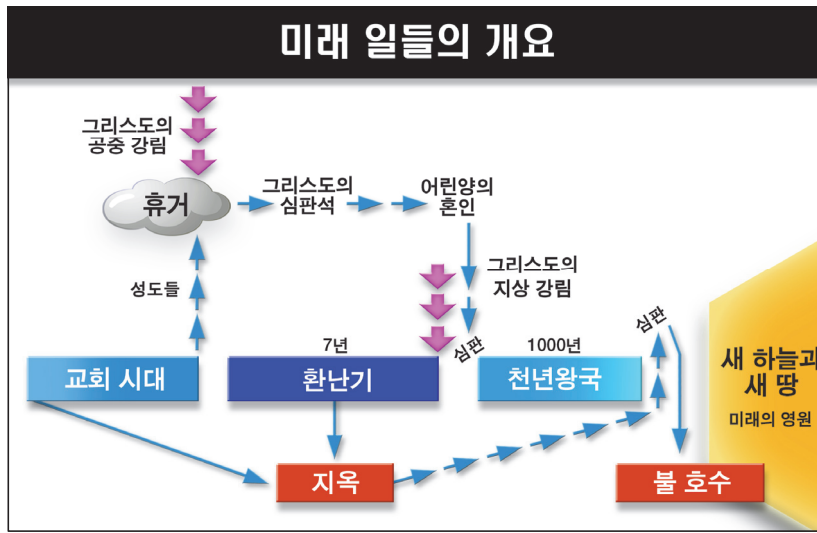 미래 일들의 개요
그리스도의
공중 강림
휴거
그리스도의
심판석
어린양의
혼인
성도들
그리스도의
지상 강림
7년
심판
1000년
심판
교회 시대
환난기
천년왕국
새 하늘과
새 땅
미래의 영원
지옥
불 호수